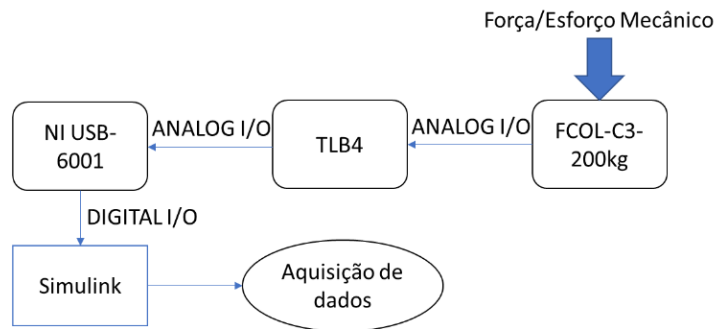 Força/Esforço Mecânico
NI USB-
6001
ANALOG I/O
TLB4
ANALOG I/O
FCOL-C3-
200kg
DIGITAL I/O
Simulink
Aquisição de
dados